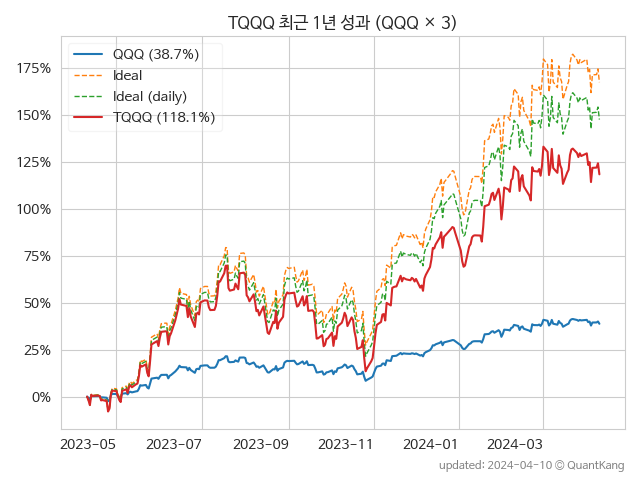 TQQQ 최근 1년 성과 (QQQ × 3)
QQQ (38.7%)
Ideal
Ideal (daily)
TQQQ (118.1%)
175%
150%
125%
100%
75%
50%
25%
0%
2023-05 2023-07 2023-09 2023-11 2024-01 2024-03
updated: 2024-04-10 © QuantKang